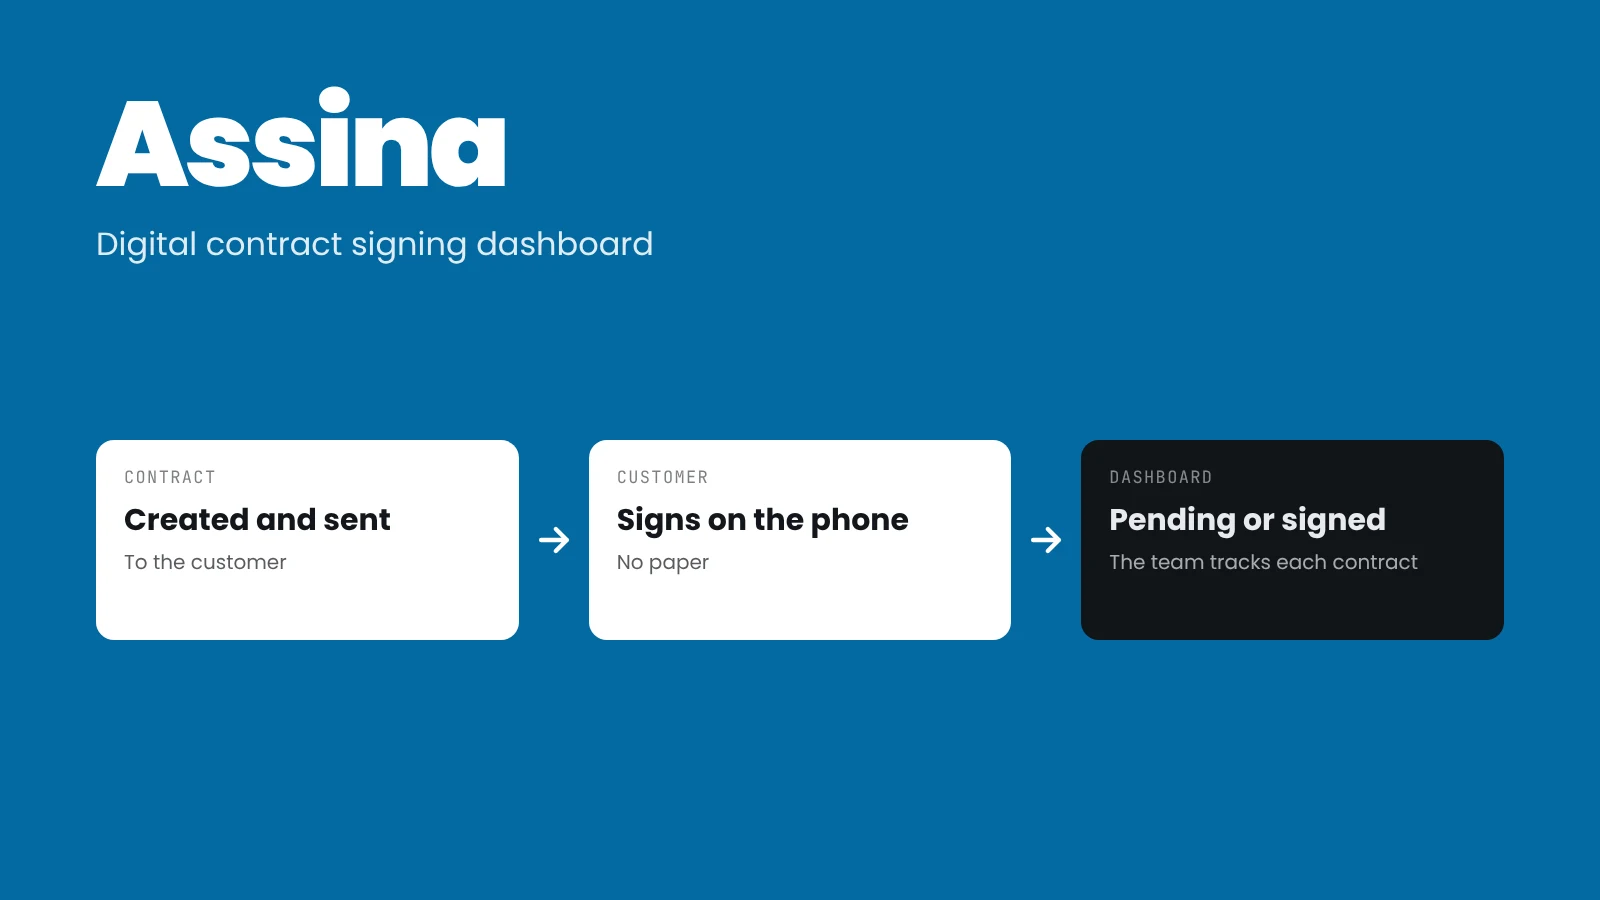 Assina
Digital contract signing dashboard
CONTRACT
Created and sent
To the customer
CUSTOMER
Signs on the phone
No paper
DASHBOARD
Pending or signed
The team tracks each contract